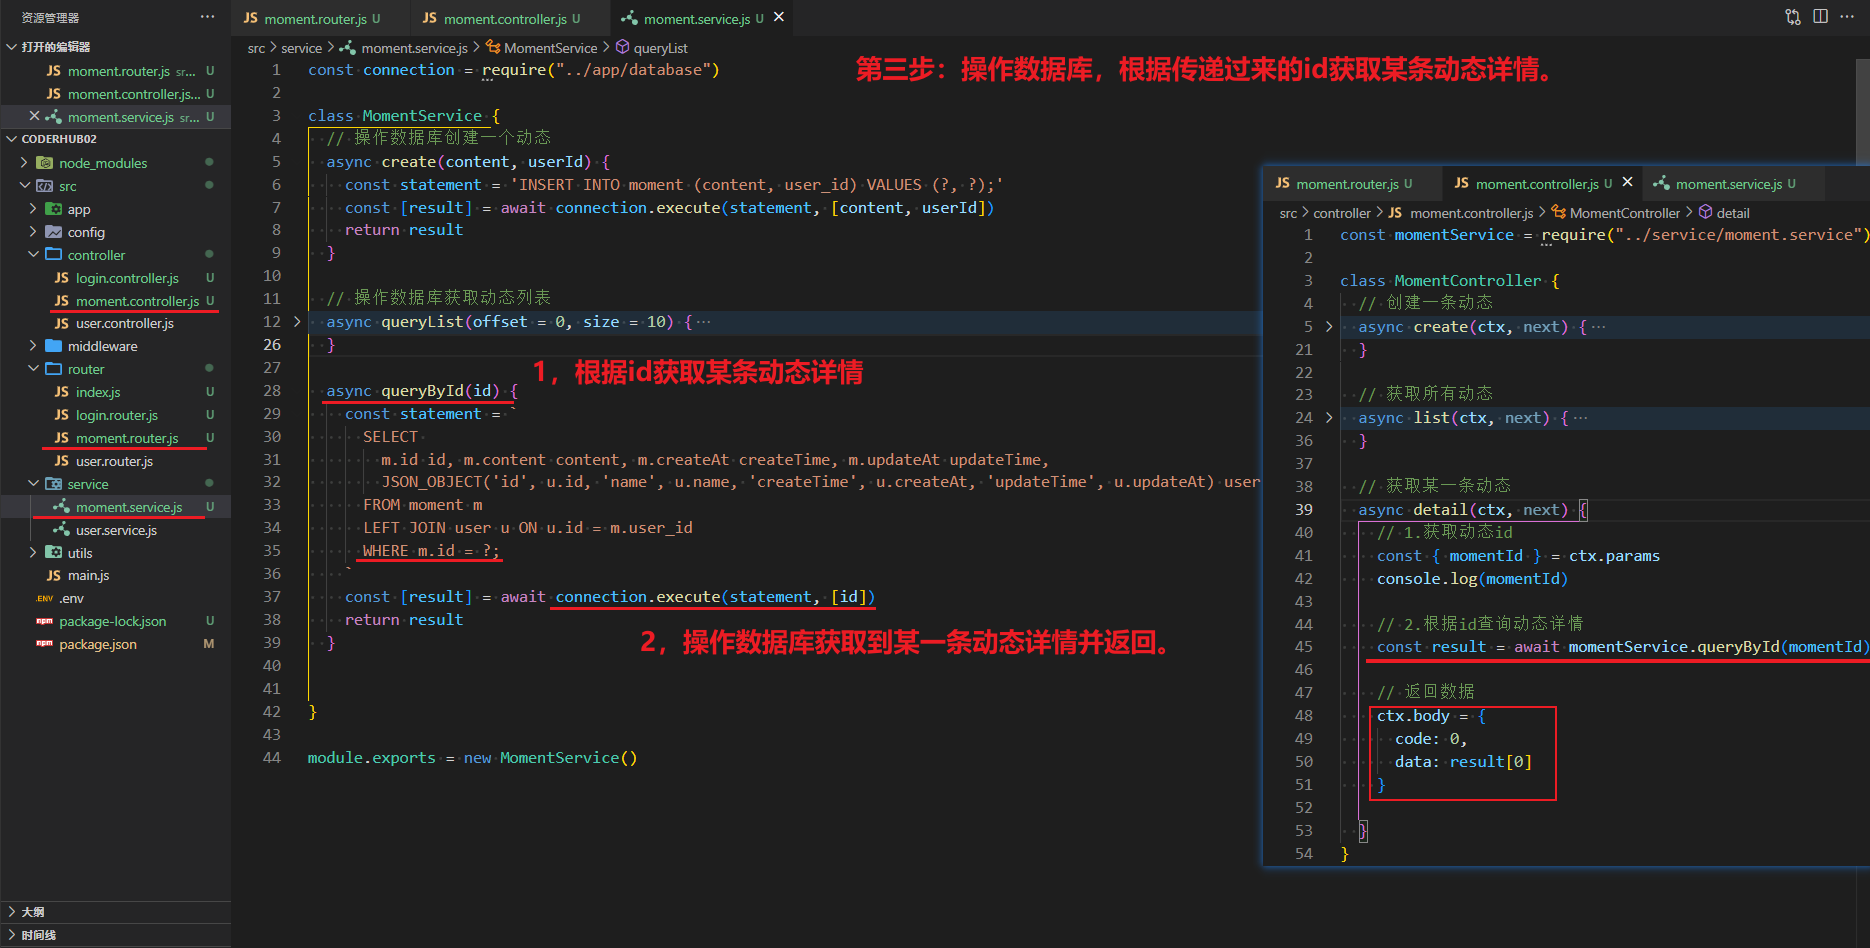 资源管理器 ···
打开的编辑器
JS moment.router.js sr... U
JS moment.controller.js... U
moment.service.js sr... U
CODERHUB02
node_modules
src
app
config
controller
JS login.controller.js U
JS moment.controller.js U
JS user.controller.js
middleware
router
JS index.js U
JS login.router.js U
JS moment.router.js U
JS user.router.js
service
moment.service.js U
user.service.js
utils
JS main.js
.ENV .env
npm package-lock.json U
npm package.json M
大纲
时间线
JS moment.router.js U JS moment.controller.js U moment.service.js U
src > service > moment.service.js > MomentService > queryList
第三步：操作数据库，根据传递过来的id获取某条动态详情。
1 const connection = require("../app/database")
2
3 class MomentService {
4 // 操作数据库创建一个动态
5 async create(content, userId) {
6 const statement = 'INSERT INTO moment (content, user_id) VALUES (?, ?);'
7 const [result] = await connection.execute(statement, [content, userId])
8 return result
9 }
10
11 // 操作数据库获取动态列表
12 async queryList(offset = 0, size = 10) {···
26 }
27
1，根据id获取某条动态详情
28 async queryById(id) {
29 const statement = `
30 SELECT
31 m.id id, m.content content, m.createAt createTime, m.updateAt updateTime,
32 JSON_OBJECT('id', u.id, 'name', u.name, 'createTime', u.createAt, 'updateTime', u.updateAt) user
33 FROM moment m
34 LEFT JOIN user u ON u.id = m.user_id
35 WHERE m.id = ?;
36 `
37 const [result] = await connection.execute(statement, [id])
38 return result
39 }
2，操作数据库获取到某一条动态详情并返回。
40
41
42 }
43
44 module.exports = new MomentService()
JS moment.router.js U JS moment.controller.js U moment.service.js U
src > controller > JS moment.controller.js > MomentController > detail
1 const momentService = require("../service/moment.service")
2
3 class MomentController {
4 // 创建一条动态
5 async create(ctx, next) {···
21 }
22
23 // 获取所有动态
24 async list(ctx, next) {···
36 }
37
38 // 获取某一条动态
39 async detail(ctx, next) {
40 // 1.获取动态id
41 const { momentId } = ctx.params
42 console.log(momentId)
43
44 // 2.根据id查询动态详情
45 const result = await momentService.queryById(momentId)
46
47 // 返回数据
48 ctx.body = {
49 code: 0,
50 data: result[0]
51 }
52
53 }
54 }